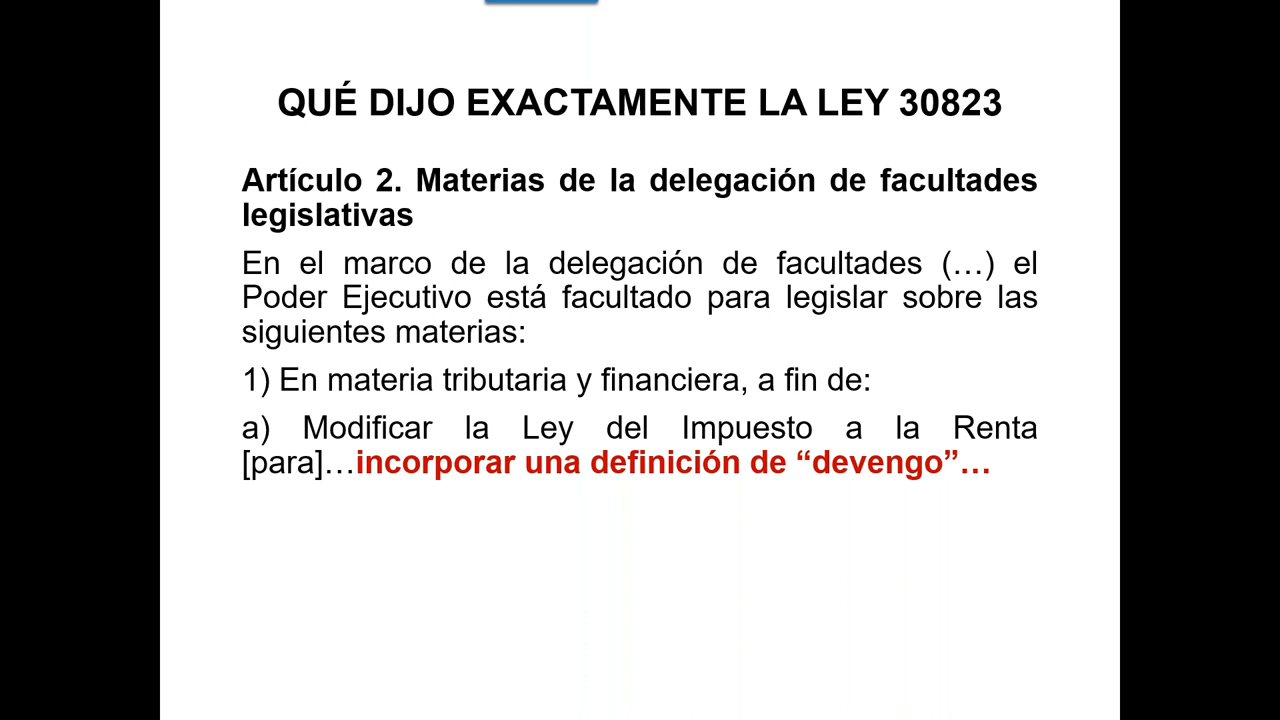 QUÉ DIJO EXACTAMENTE LA LEY 30823
Artículo 2. Materias de la delegación de facultades
legislativas
En el marco de la delegación de facultades (…) el
Poder Ejecutivo está facultado para legislar sobre las
siguientes materias:
1) En materia tributaria y financiera, a fin de:
a) Modificar la Ley del Impuesto a la Renta
[para]…incorporar una definición de “devengo”…